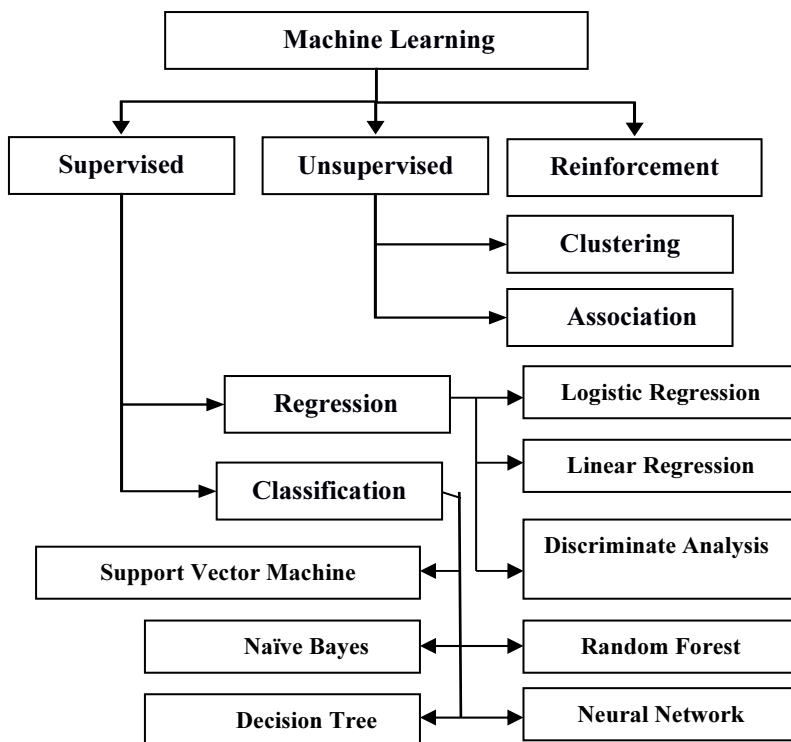 Machine Learning
Supervised
Unsupervised
Reinforcement
Clustering
Association
Regression
Logistic Regression
Linear Regression
Classification
Discriminate Analysis
Support Vector Machine
Naïve Bayes
Random Forest
Decision Tree
Neural Network